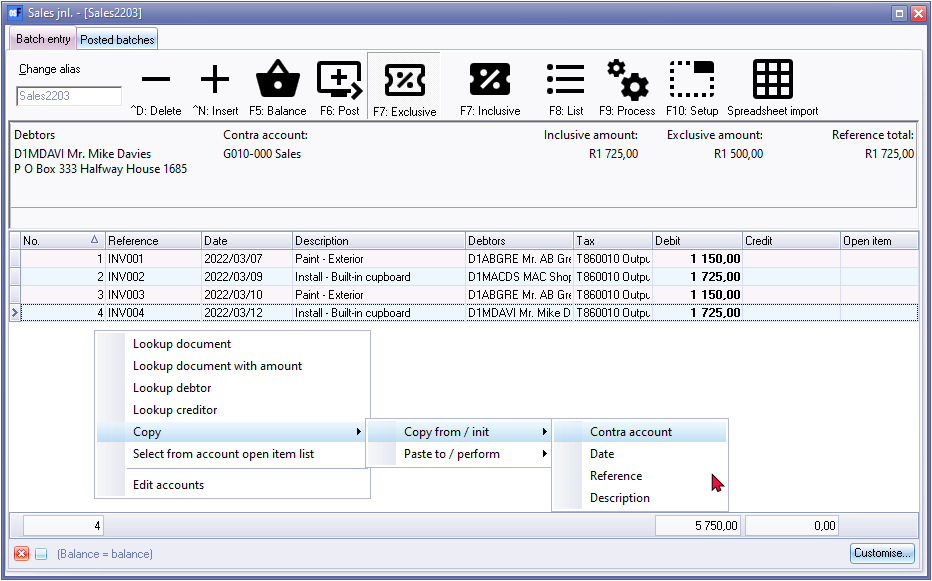 Sales jnl. - [Sales2203]
Batch entry Posted batches
Change alias
Sales2203
^D: Delete ^N: Insert F5: Balance F6: Post F7: Exclusive F7: Inclusive F8: List F9: Process F10: Setup Spreadsheet import
Debtors Contra account: Inclusive amount: Exclusive amount: Reference total:
D1MDAVI Mr. Mike Davies G010-000 Sales R1 725,00 R1 500,00 R1 725,00
P O Box 333 Halfway House 1685
No. Reference Date Description Debtors Tax Debit Credit Open item
1 INV001 2022/03/07 Paint - Exterior D1ABGRE Mr. AB Gre T860010 Outpu 1 150,00
2 INV002 2022/03/09 Install - Built-in cupboard D1MACDS MAC Shop T860010 Outpu 1 725,00
3 INV003 2022/03/10 Paint - Exterior D1ABGRE Mr. AB Gre T860010 Outpu 1 150,00
4 INV004 2022/03/12 Install - Built-in cupboard D1MDAVI Mr. Mike D T860010 Outpu 1 725,00
Lookup document
Lookup document with amount
Lookup debtor
Lookup creditor
Copy Copy from / init Contra account
Select from account open item list Paste to / perform Date
Reference
Edit accounts
Description
4 5 750,00 0,00
(Balance = balance) Customise...